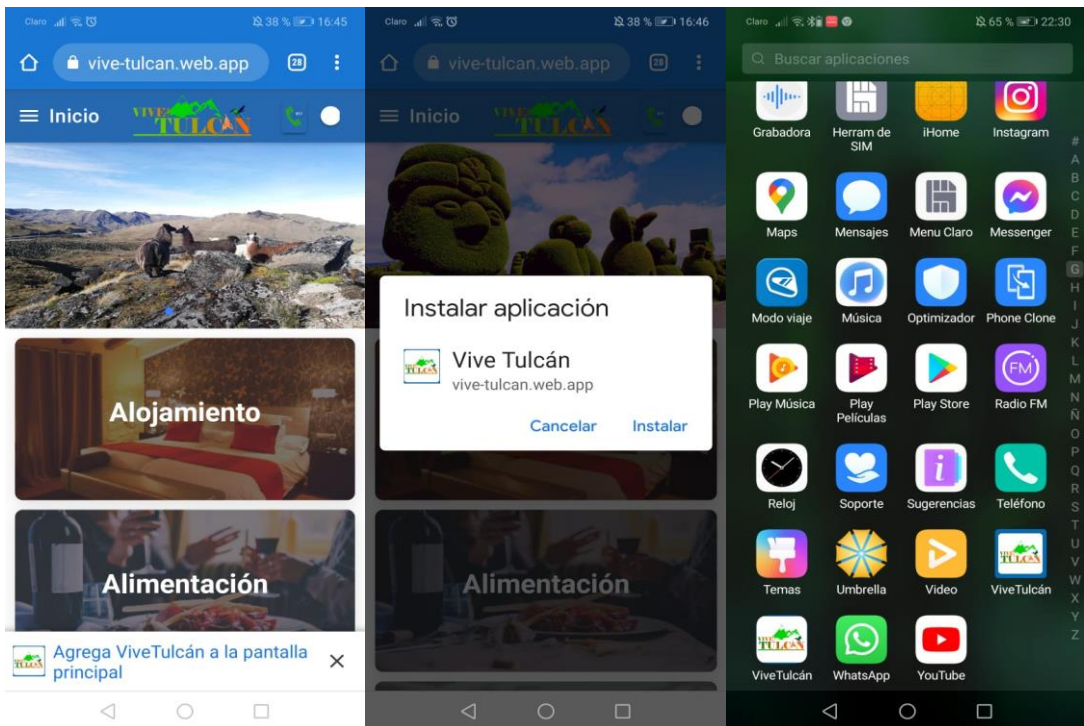 Claro
38 % 16:45
vive-tulcan.web.app
28
Inicio
VIVE
TULCÁN
Alojamiento
Alimentación
Agrega ViveTulcán a la pantalla
principal
Claro
38 % 16:46
vive-tulcan.web.app
28
Inicio
VIVE
TULCÁN
Instalar aplicación
Vive Tulcán
vive-tulcan.web.app
Cancelar Instalar
Alimentación
Claro
65 % 22:30
Buscar aplicaciones
Grabadora Herram de SIM iHome Instagram
Maps Mensajes Menu Claro Messenger
Modo viaje Música Optimizador Phone Clone
FM
Play Música Play Películas Play Store Radio FM
Reloj Soporte Sugerencias Teléfono
Temas Umbrella Video ViveTulcán
ViveTulcán WhatsApp YouTube
#
A
B
C
D
E
F
G
H
I
J
K
L
M
N
Ñ
O
P
Q
R
S
T
U
V
W
X
Y
Z